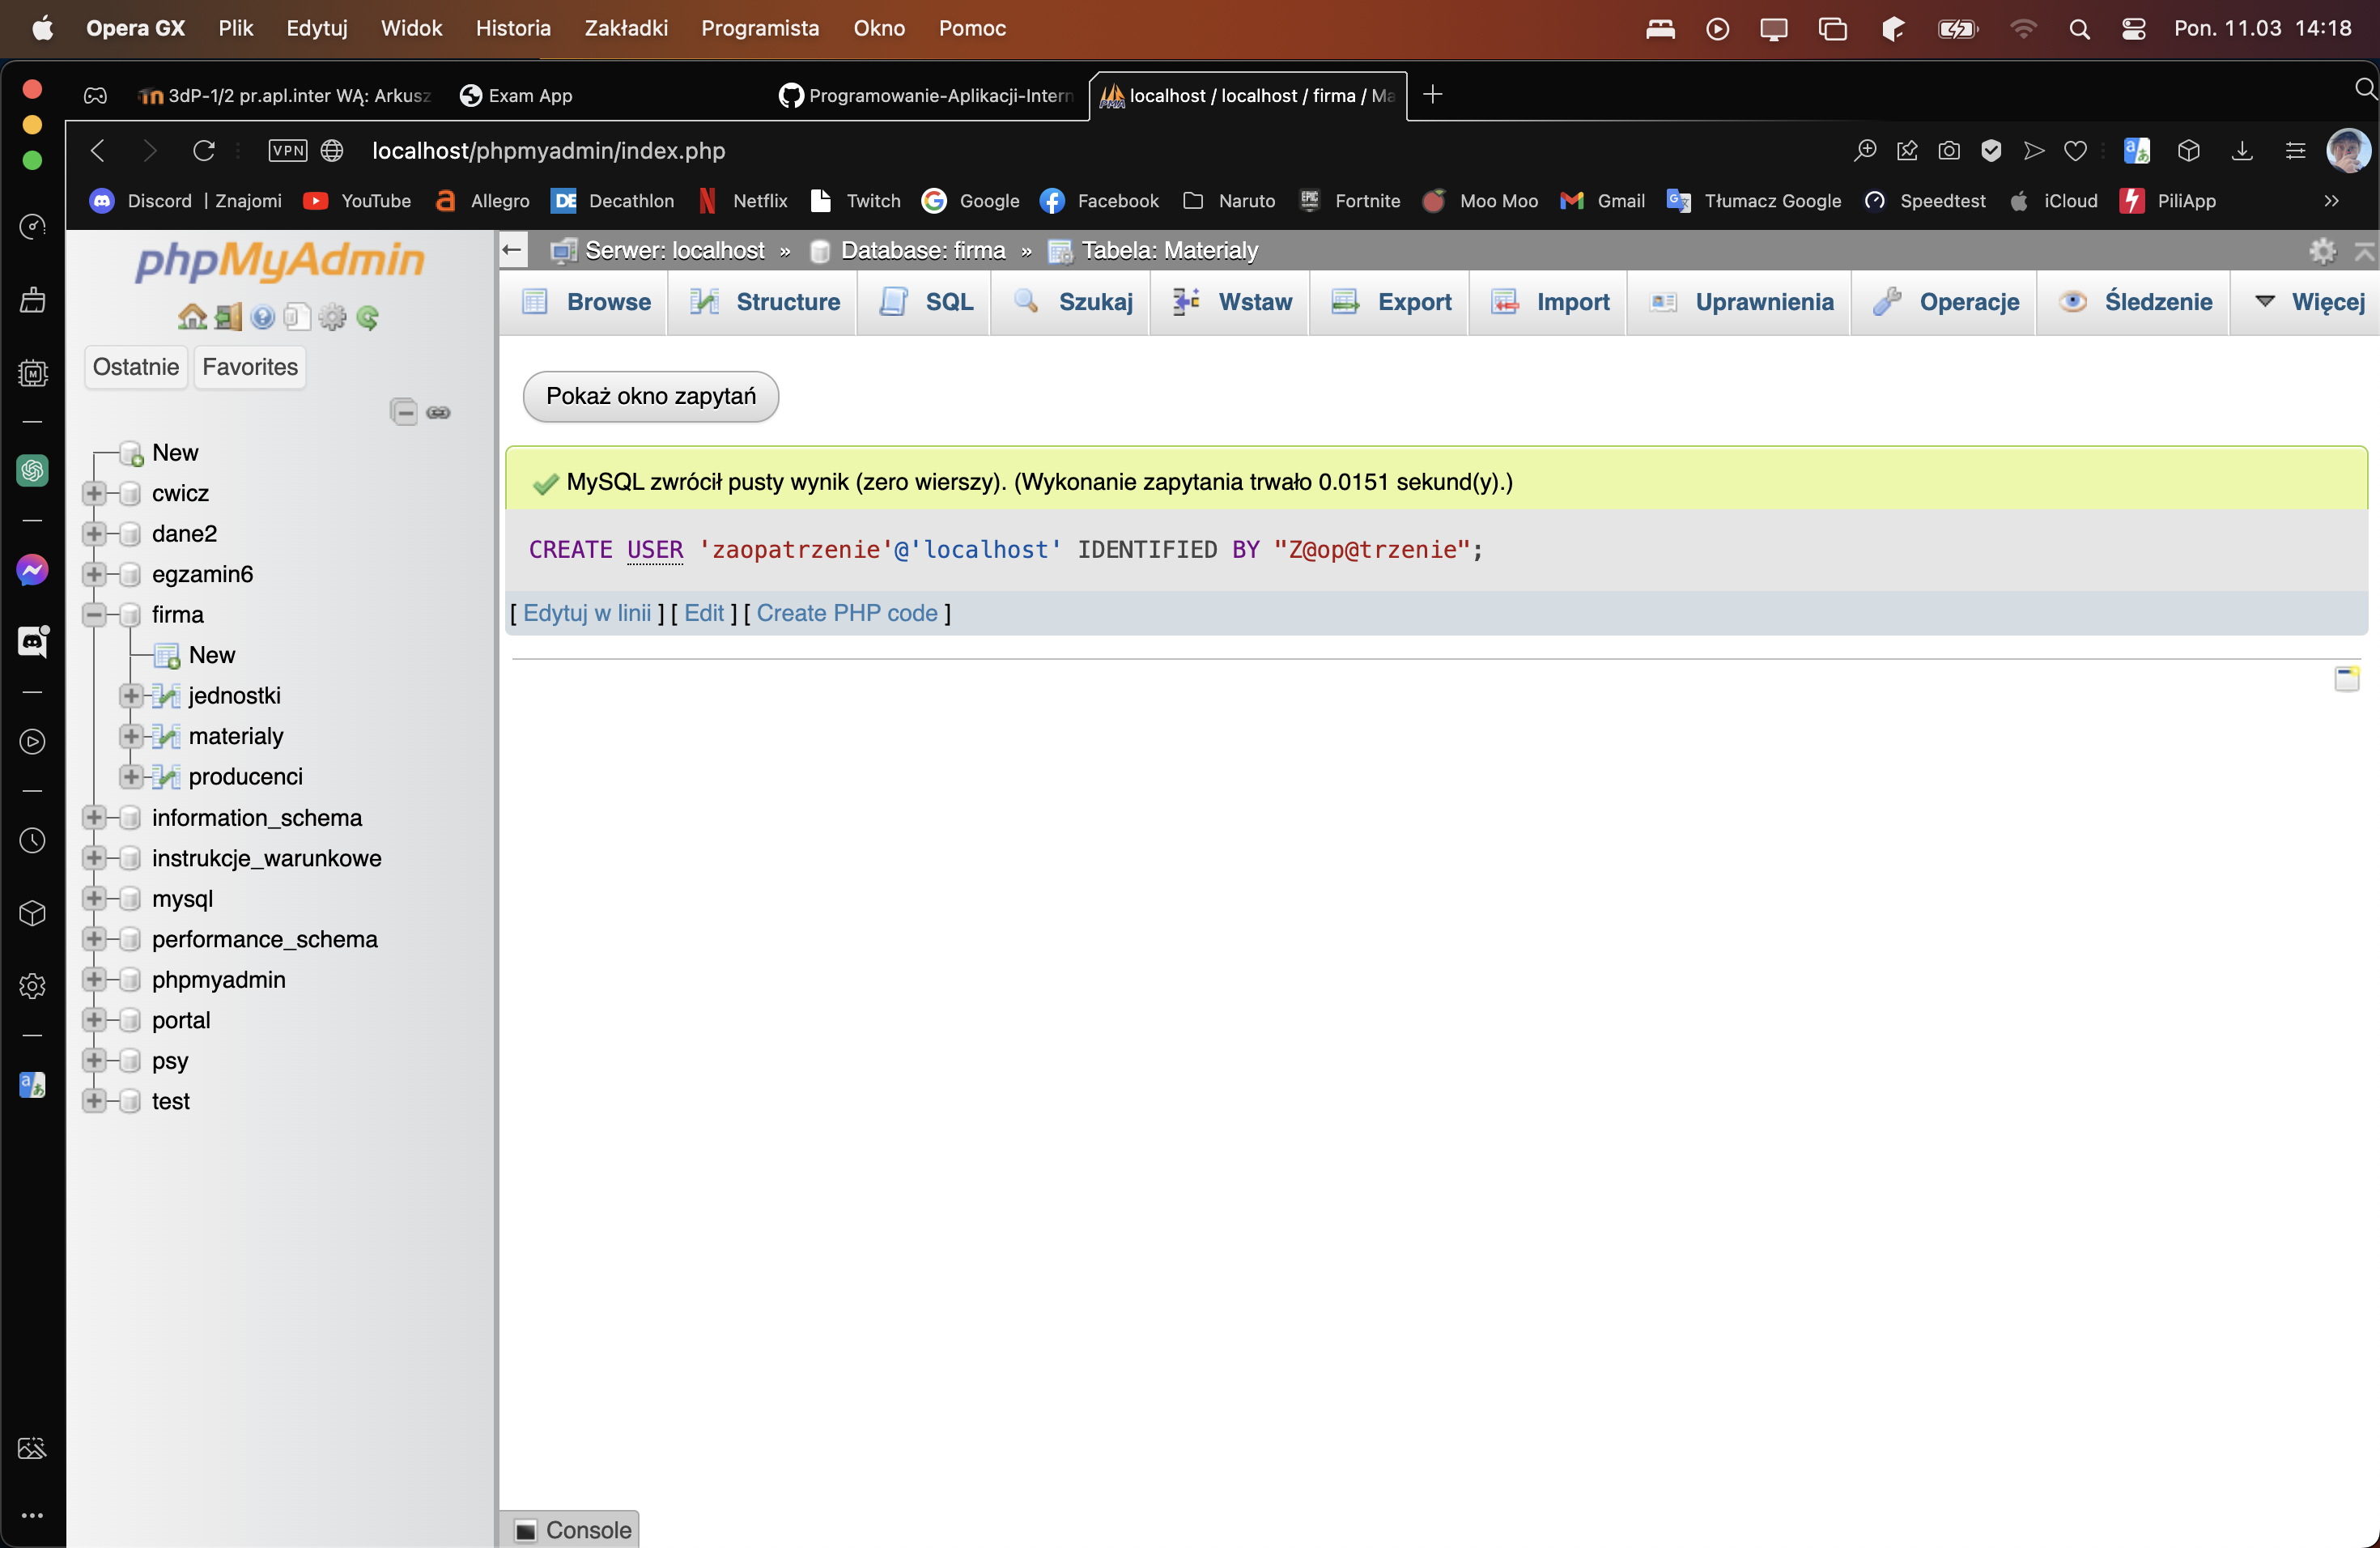 Opera GX Plik Edytuj Widok Historia Zakładki Programista Okno Pomoc Pon. 11.03 14:18
3dP-1/2 pr.apl.inter WĄ: Arkusz Exam App Programowanie-Aplikacji-Intern localhost / localhost / firma / Ma
VPN localhost/phpmyadmin/index.php
Discord | Znajomi YouTube Allegro Decathlon Netflix Twitch Google Facebook Naruto Fortnite Moo Moo Gmail Tłumacz Google Speedtest iCloud PiliApp
phpMyAdmin
Ostatnie Favorites
New
cwicz
dane2
egzamin6
firma
New
jednostki
materialy
producenci
information_schema
instrukcje_warunkowe
mysql
performance_schema
phpmyadmin
portal
psy
test
Serwer: localhost » Database: firma » Tabela: Materialy
Browse Structure SQL Szukaj Wstaw Export Import Uprawnienia Operacje Śledzenie Więcej
Pokaż okno zapytań
MySQL zwrócił pusty wynik (zero wierszy). (Wykonanie zapytania trwało 0.0151 sekund(y).)
CREATE USER 'zaopatrzenie'@'localhost' IDENTIFIED BY "Z@op@trzenie";
[ Edytuj w linii ] [ Edit ] [ Create PHP code ]
Console